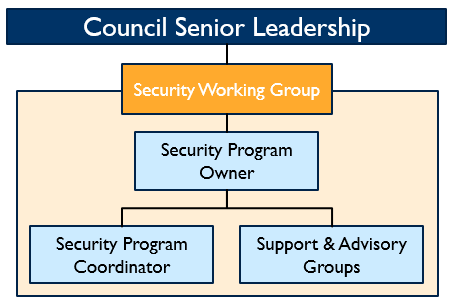 Council Senior Leadership
Security Working Group
Security Program
Owner
Security Program
Coordinator
Support & Advisory
Groups